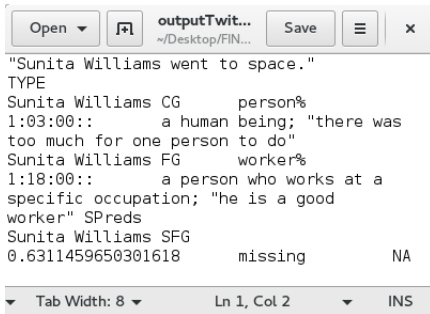 Open
outputTwit...
~/Desktop/FIN...
Save
"Sunita Williams went to space."
TYPE
Sunita Williams CG person%
1:03:00:: a human being; "there was
too much for one person to do"
Sunita Williams FG worker%
1:18:00:: a person who works at a
specific occupation; "he is a good
worker" SPreds
Sunita Williams SFG
0.6311459650301618 missing NA
Tab Width: 8 Ln 1, Col 2 INS